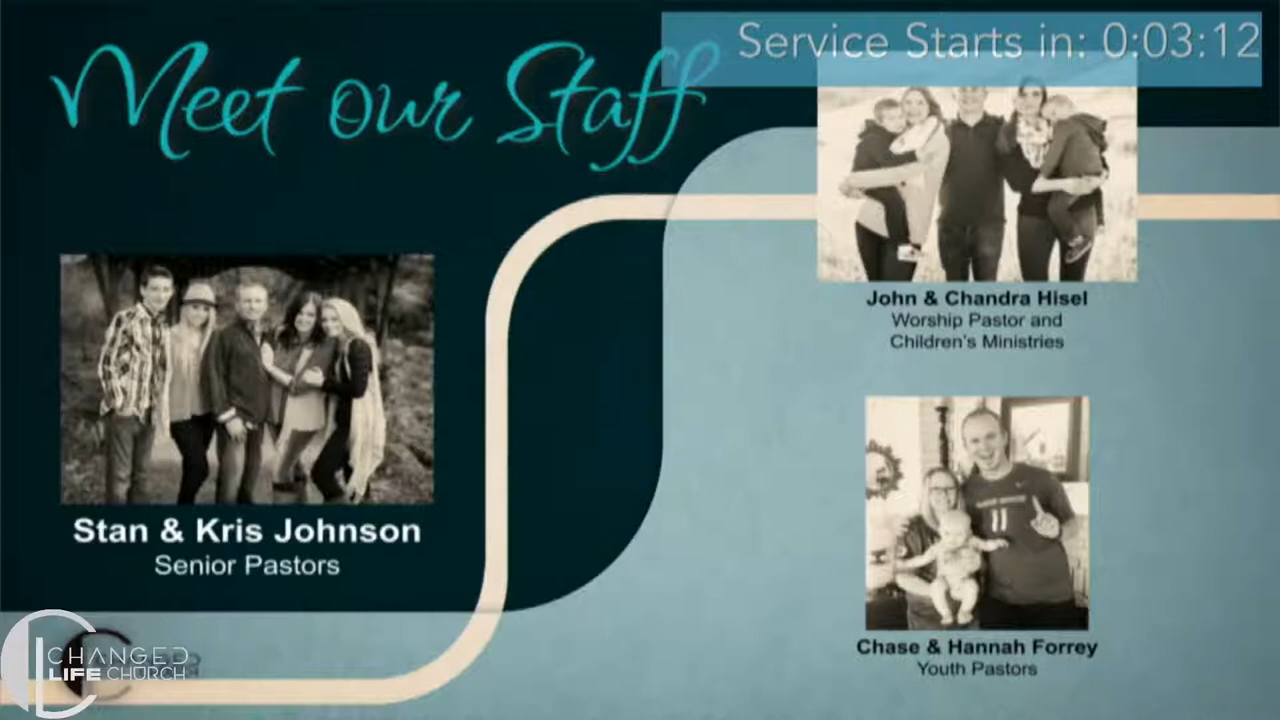 Service Starts in: 0:03:12
Meet our Staff
John & Chandra Hisel
Worship Pastor and
Children's Ministries
Stan & Kris Johnson
Senior Pastors
Chase & Hannah Forrey
Youth Pastors
CHANGED
LIFE CHURCH
11